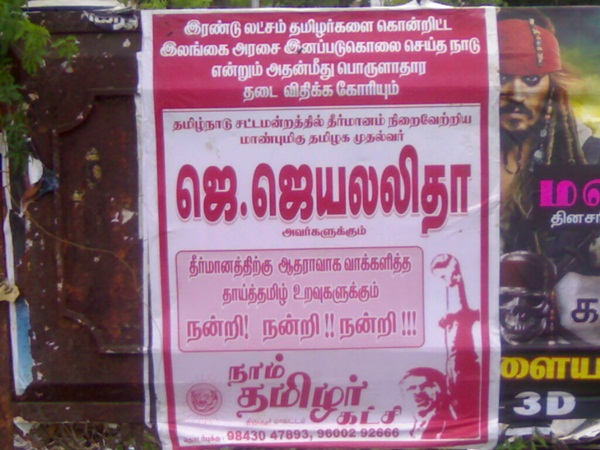 இரண்டு லட்சம் தமிழர்களை கொன்றிட்ட
இலங்கை அரசை இனப்படுகொலை செய்த நாடு
என்றும் அதன்மீது பொருளாதார
தடை விதிக்க கோரியும்
தமிழ்நாடு சட்டமன்றத்தில் தீர்மானம் நிறைவேற்றிய
மாண்புமிகு தமிழக முதல்வர்
ஜெ.ஜெயலலிதா
அவர்களுக்கும்
தீர்மானத்திற்கு ஆதரவாக வாக்களித்த
தாய்த்தமிழ் உறவுகளுக்கும்
நன்றி! நன்றி!! நன்றி!!!
நாம்
தமிழர்
கட்சி
98430 47893, 96002 92666
தினசரி
3D